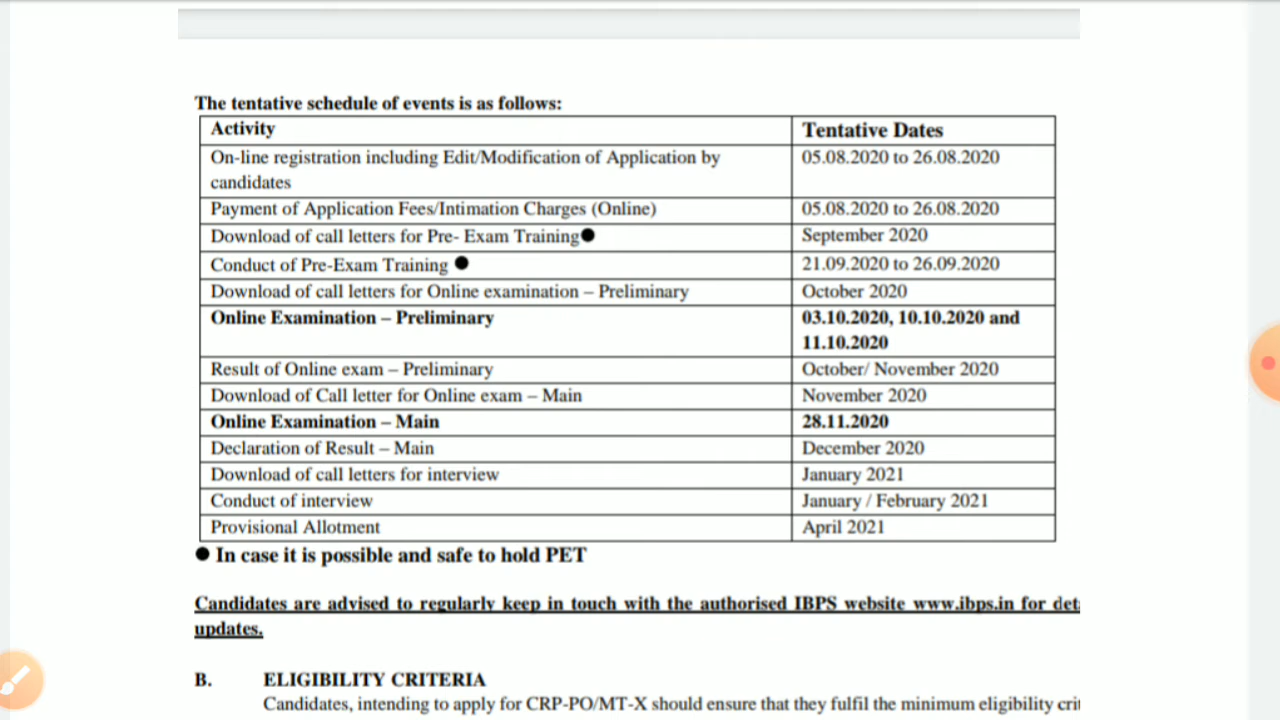 The tentative schedule of events is as follows:
Activity Tentative Dates
On-line registration including Edit/Modification of Application by 05.08.2020 to 26.08.2020
candidates
Payment of Application Fees/Intimation Charges (Online) 05.08.2020 to 26.08.2020
Download of call letters for Pre- Exam Training● September 2020
Conduct of Pre-Exam Training ● 21.09.2020 to 26.09.2020
Download of call letters for Online examination – Preliminary October 2020
Online Examination – Preliminary 03.10.2020, 10.10.2020 and
11.10.2020
Result of Online exam – Preliminary October/ November 2020
Download of Call letter for Online exam – Main November 2020
Online Examination – Main 28.11.2020
Declaration of Result – Main December 2020
Download of call letters for interview January 2021
Conduct of interview January / February 2021
Provisional Allotment April 2021
● In case it is possible and safe to hold PET
Candidates are advised to regularly keep in touch with the authorised IBPS website www.ibps.in for det
updates.
B. ELIGIBILITY CRITERIA
Candidates, intending to apply for CRP-PO/MT-X should ensure that they fulfil the minimum eligibility crit